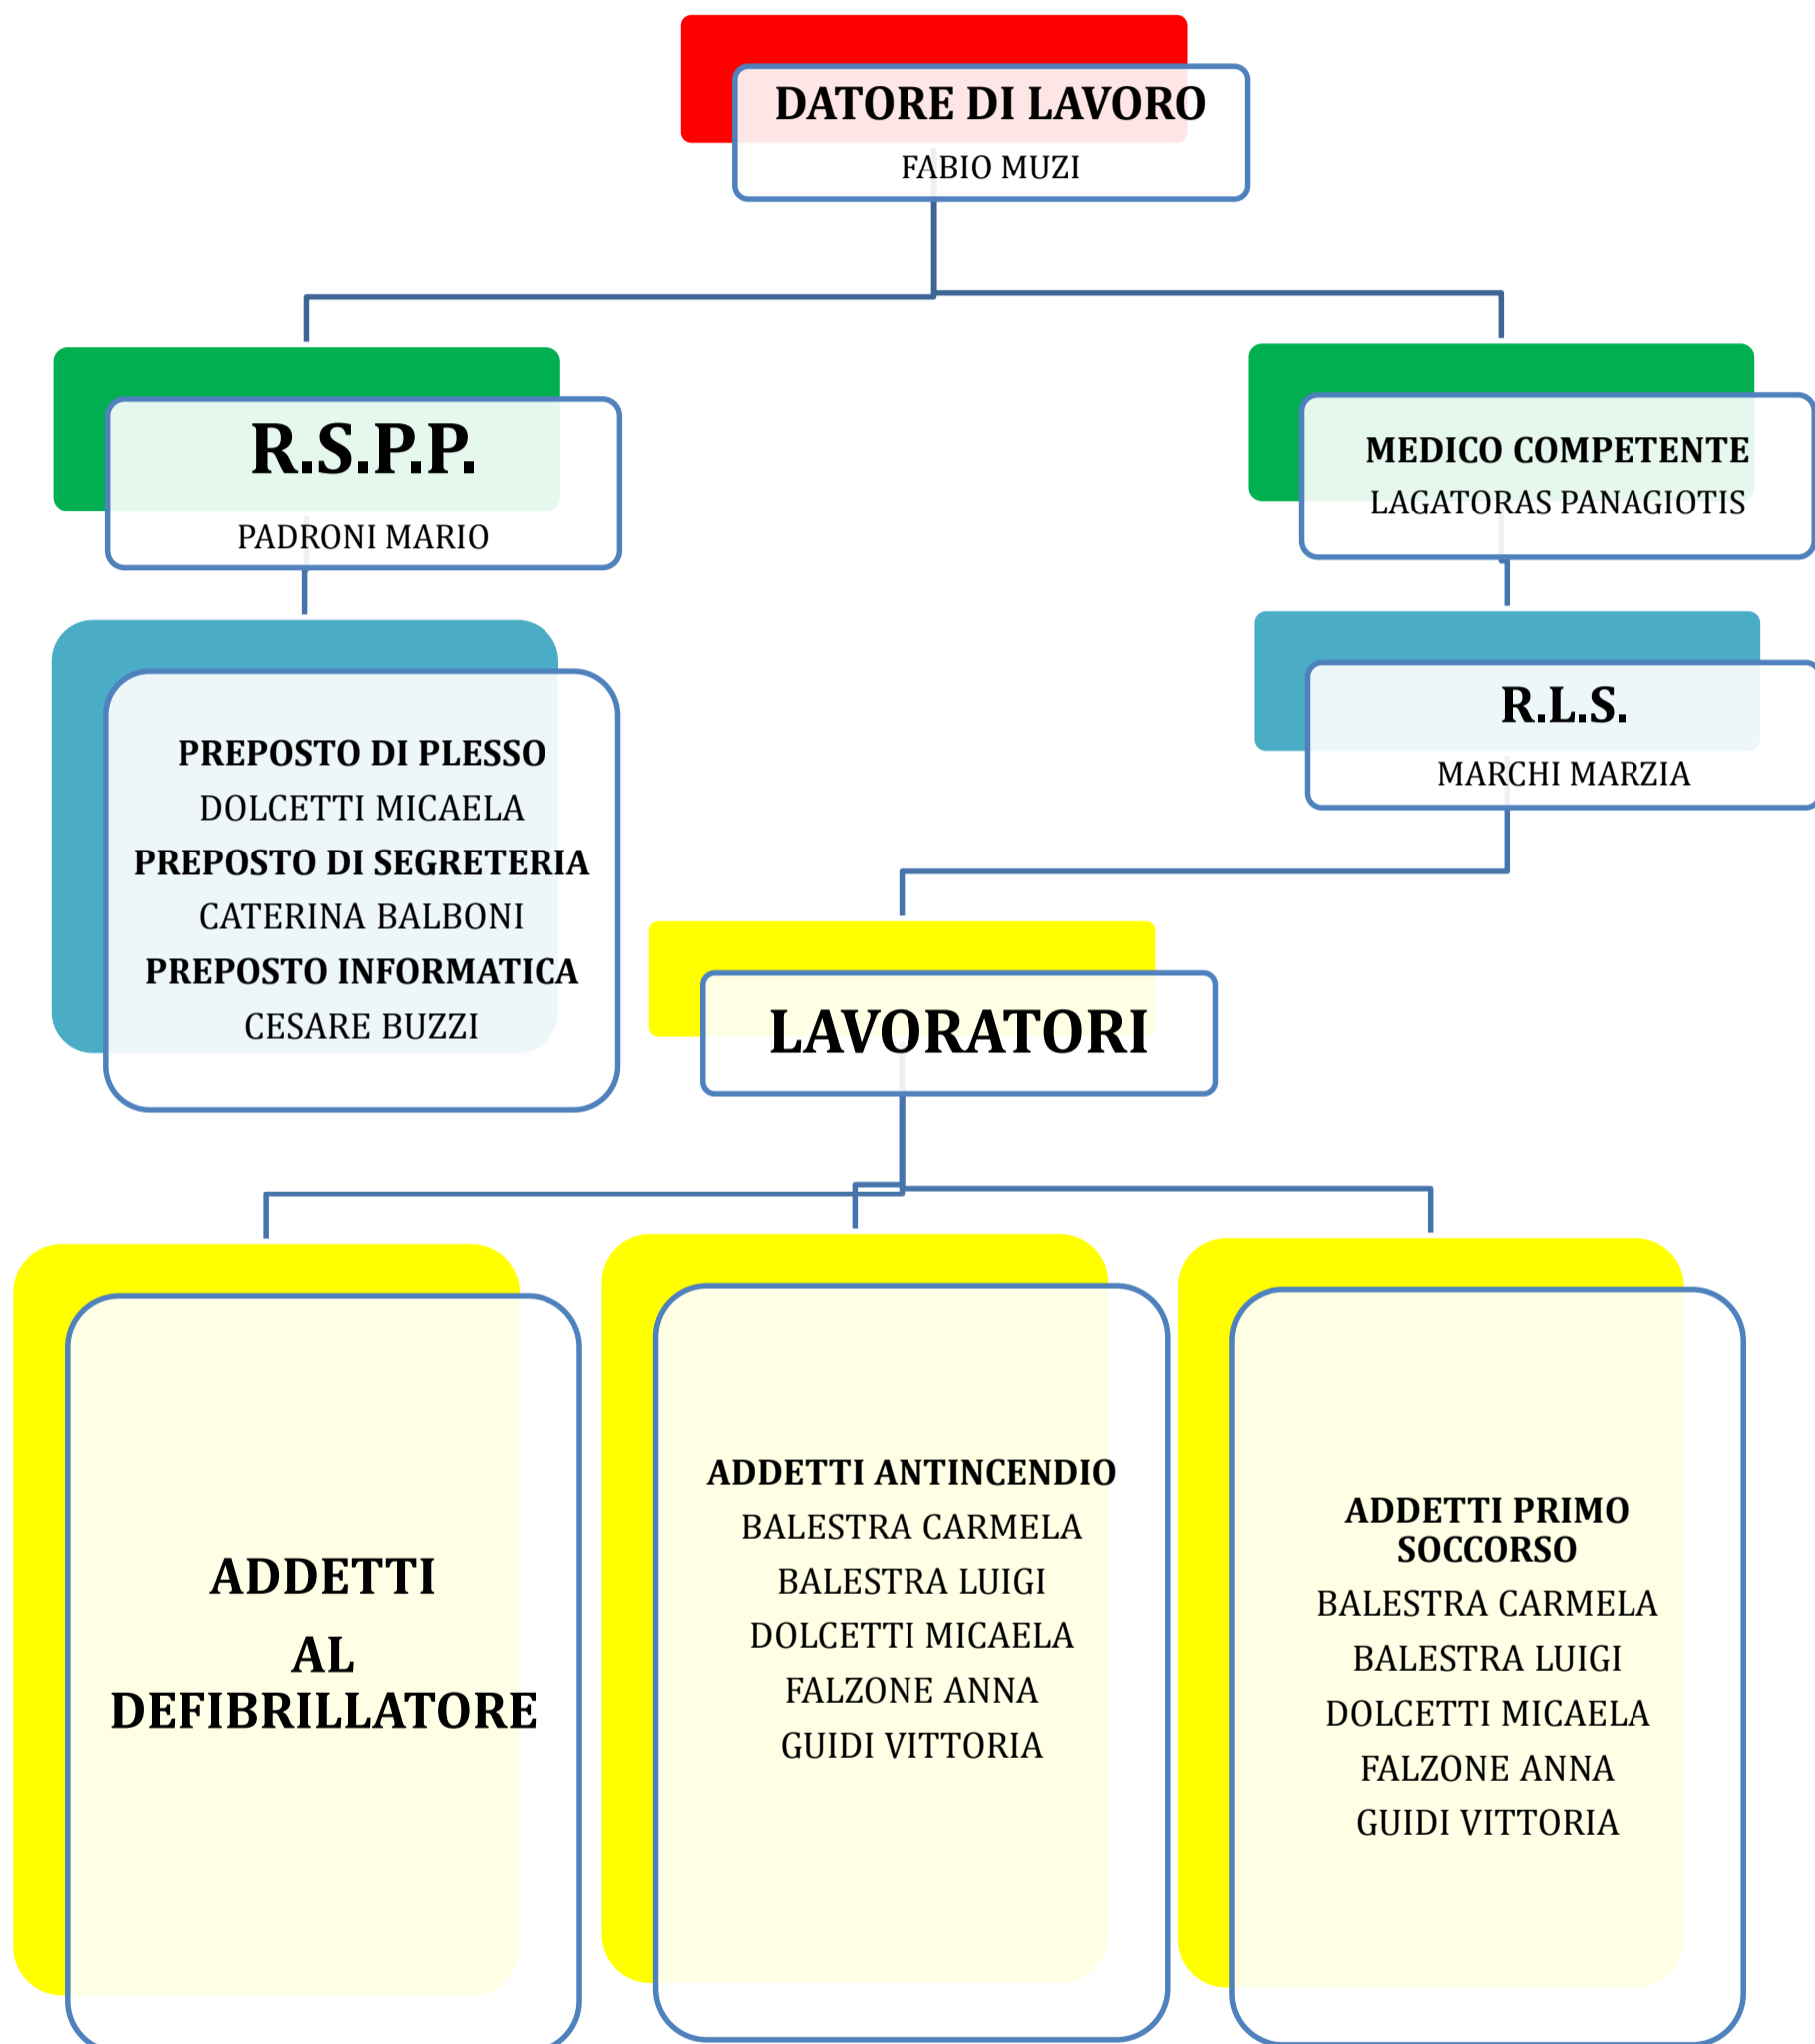 DATORE DI LAVORO
FABIO MUZI
R.S.P.P.
PADRONI MARIO
MEDICO COMPETENTE
LAGATORAS PANAGIOTIS
PREPOSTO DI PLESSO
DOLCETTI MICAELA
PREPOSTO DI SEGRETERIA
CATERINA BALBONI
PREPOSTO INFORMATICA
CESARE BUZZI
R.L.S.
MARCHI MARZIA
LAVORATORI
ADDETTI
AL
DEFIBRILLATORE
ADDETTI ANTINCENDIO
BALESTRA CARMELA
BALESTRA LUIGI
DOLCETTI MICAELA
FALZONE ANNA
GUIDI VITTORIA
ADDETTI PRIMO
SOCCORSO
BALESTRA CARMELA
BALESTRA LUIGI
DOLCETTI MICAELA
FALZONE ANNA
GUIDI VITTORIA